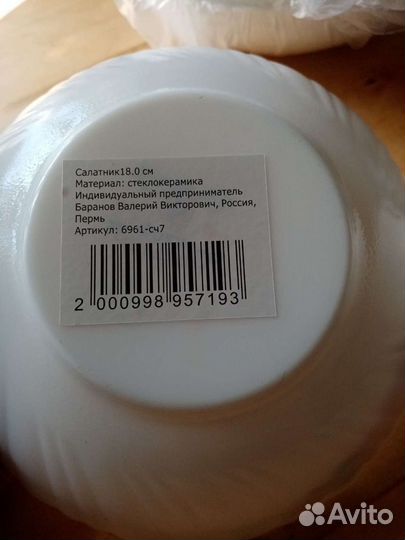 Салатник18.0 см
Материал: стеклокерамика
Индивидуальный предприниматель
Баранов Валерий Викторович, Россия,
Пермь
Артикул: 6961-сч7
2 000998 957193
Avito